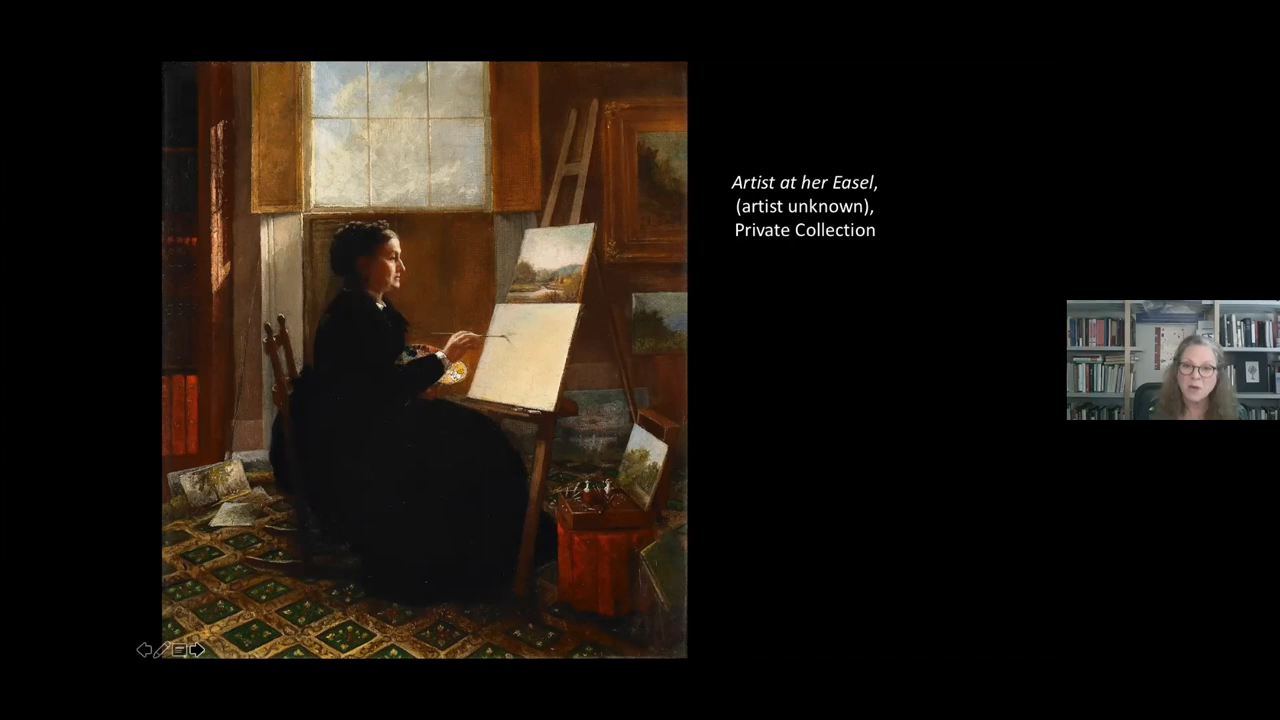 Artist at her Easel,
(artist unknown),
Private Collection